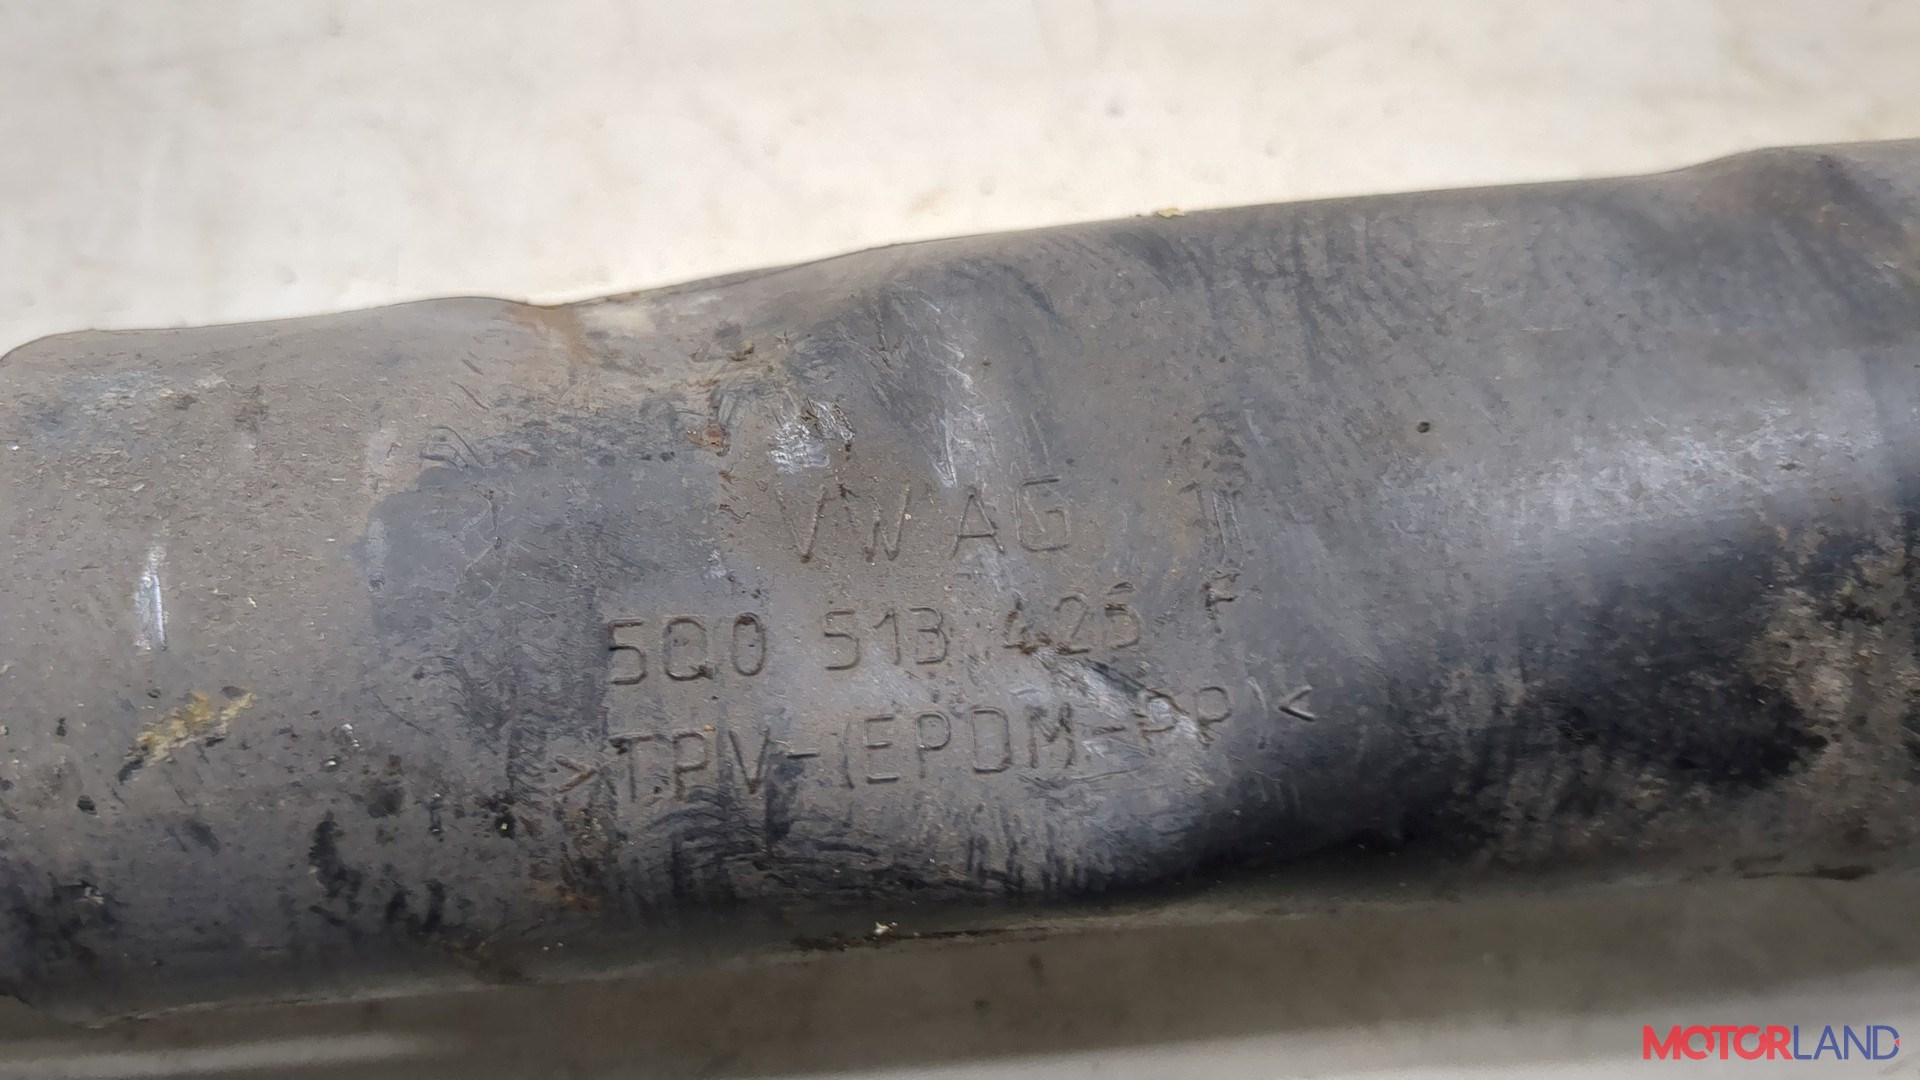 VW AG
5Q0 513 425 F
>TPV-(EPDM-PP)<
MOTORLAND